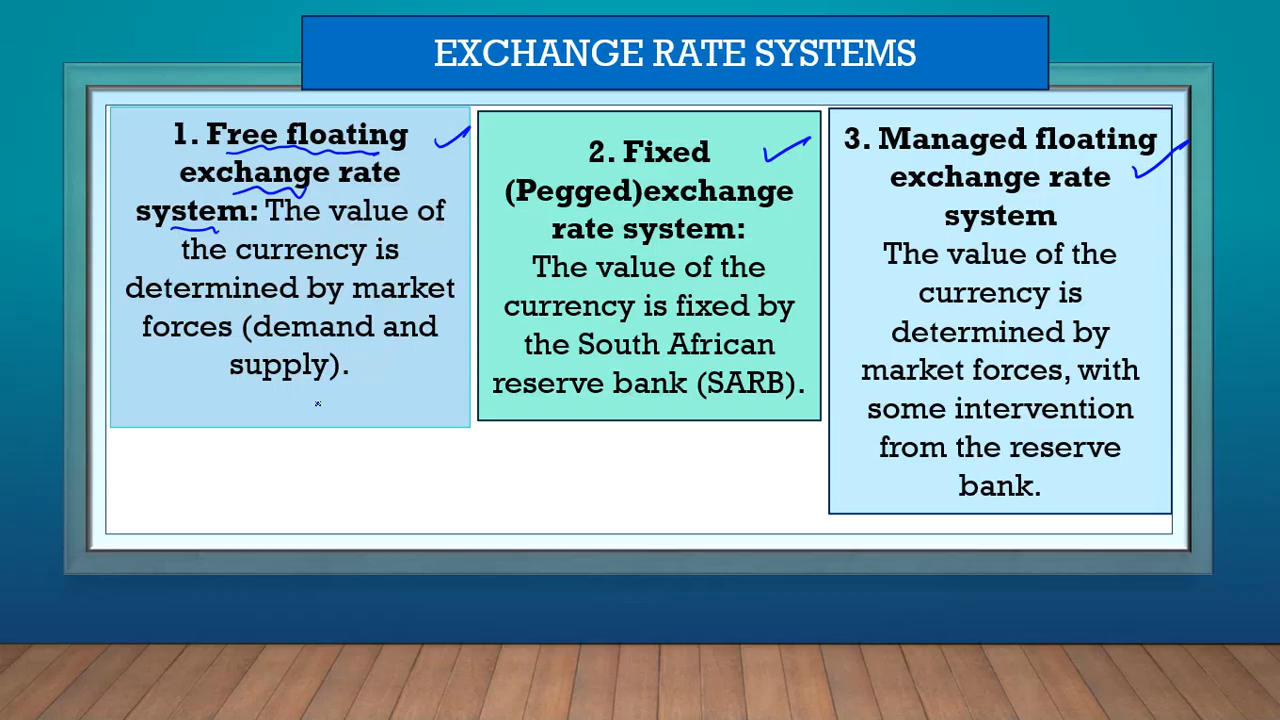 EXCHANGE RATE SYSTEMS
1. Free floating
exchange rate
system: The value of
the currency is
determined by market
forces (demand and
supply).
2. Fixed
(Pegged)exchange
rate system:
The value of the
currency is fixed by
the South African
reserve bank (SARB).
3. Managed floating
exchange rate
system
The value of the
currency is
determined by
market forces, with
some intervention
from the reserve
bank.